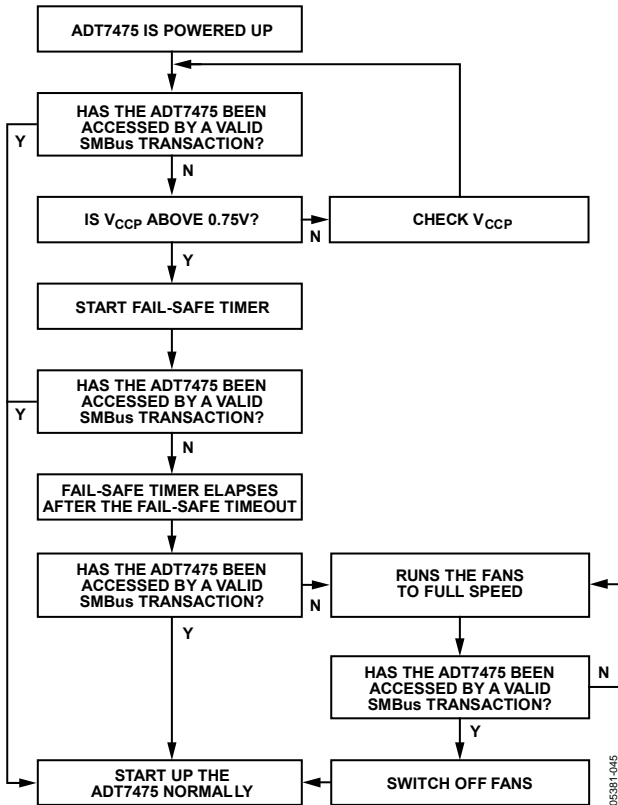 ADT7475 IS POWERED UP
HAS THE ADT7475 BEEN
ACCESSED BY A VALID
SMBus TRANSACTION?
Y
N
IS VCCP ABOVE 0.75V?
N
CHECK VCCP
Y
START FAIL-SAFE TIMER
HAS THE ADT7475 BEEN
ACCESSED BY A VALID
SMBus TRANSACTION?
Y
N
FAIL-SAFE TIMER ELAPSES
AFTER THE FAIL-SAFE TIMEOUT
HAS THE ADT7475 BEEN
ACCESSED BY A VALID
SMBus TRANSACTION?
N
RUNS THE FANS
TO FULL SPEED
Y
HAS THE ADT7475 BEEN
ACCESSED BY A VALID
SMBus TRANSACTION?
N
Y
START UP THE
ADT7475 NORMALLY
SWITCH OFF FANS
05381-045